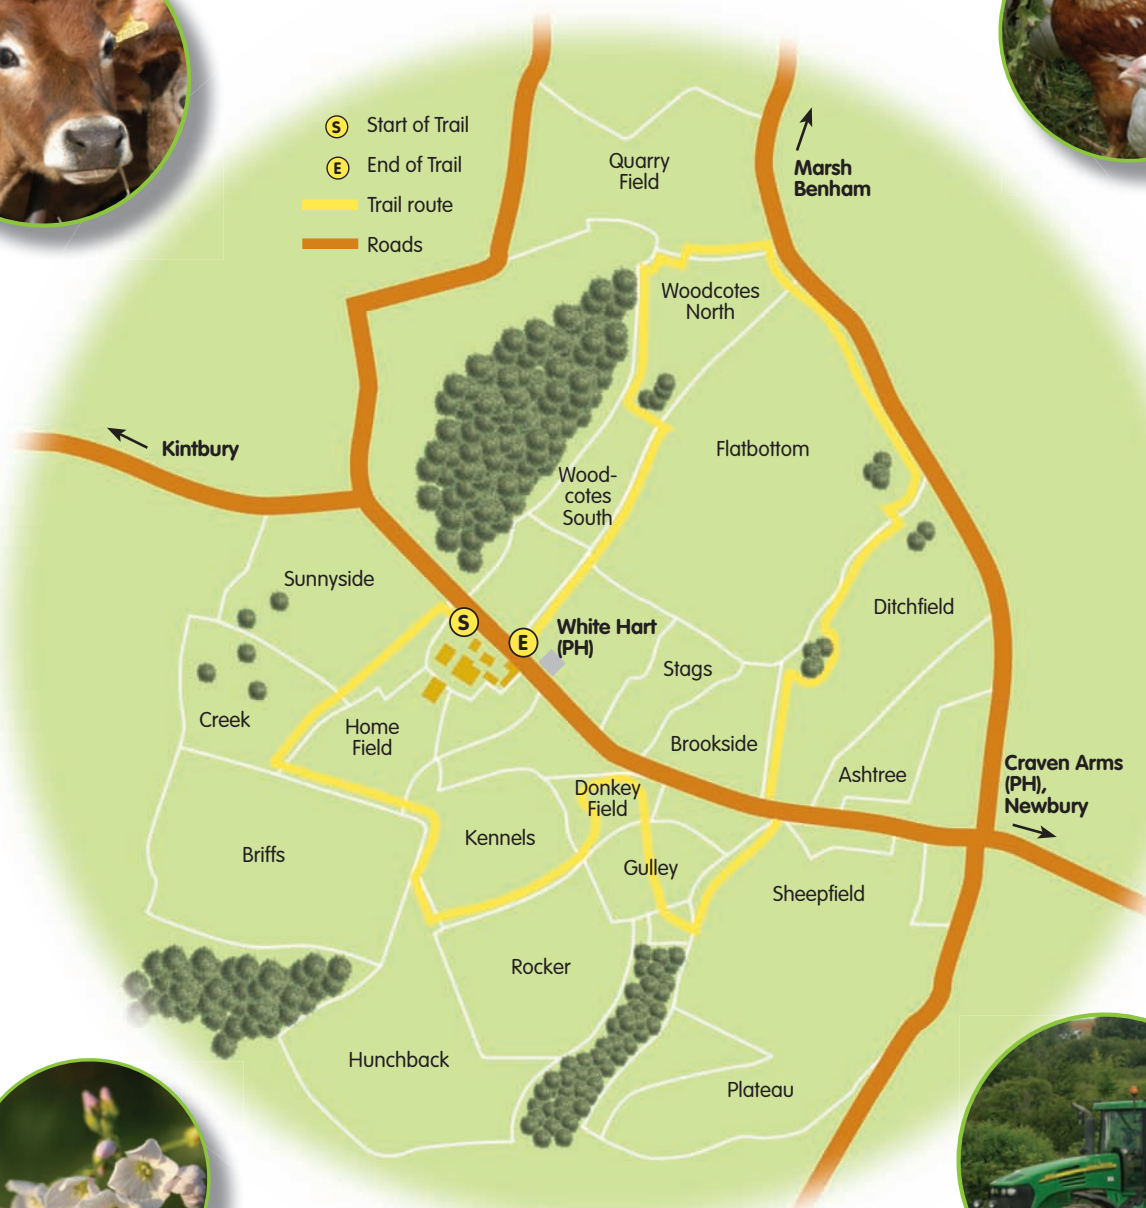 S Start of Trail
E End of Trail
Trail route
Roads
Quarry
Field
Marsh
Benham
Woodcotes
North
Kintbury
Flatbottom
Wood-
cotes
South
Sunnyside
Ditchfield
S
E
White Hart
(PH)
Stags
Creek
Home
Field
Brookside
Ashtree
Craven Arms
(PH),
Newbury
Donkey
Field
Kennels
Briffs
Gulley
Sheepfield
Rocker
Hunchback
Plateau